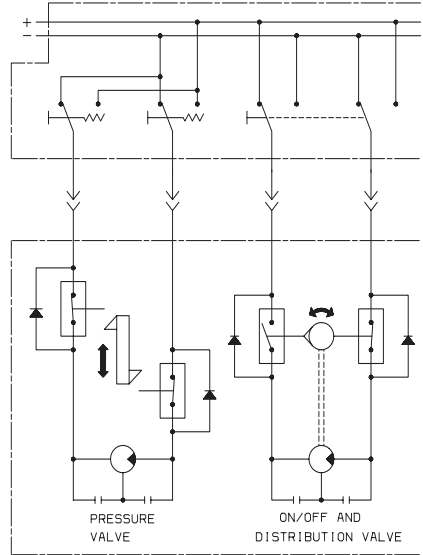 +
−
PRESSURE
VALVE
ON/OFF AND
DISTRIBUTION VALVE